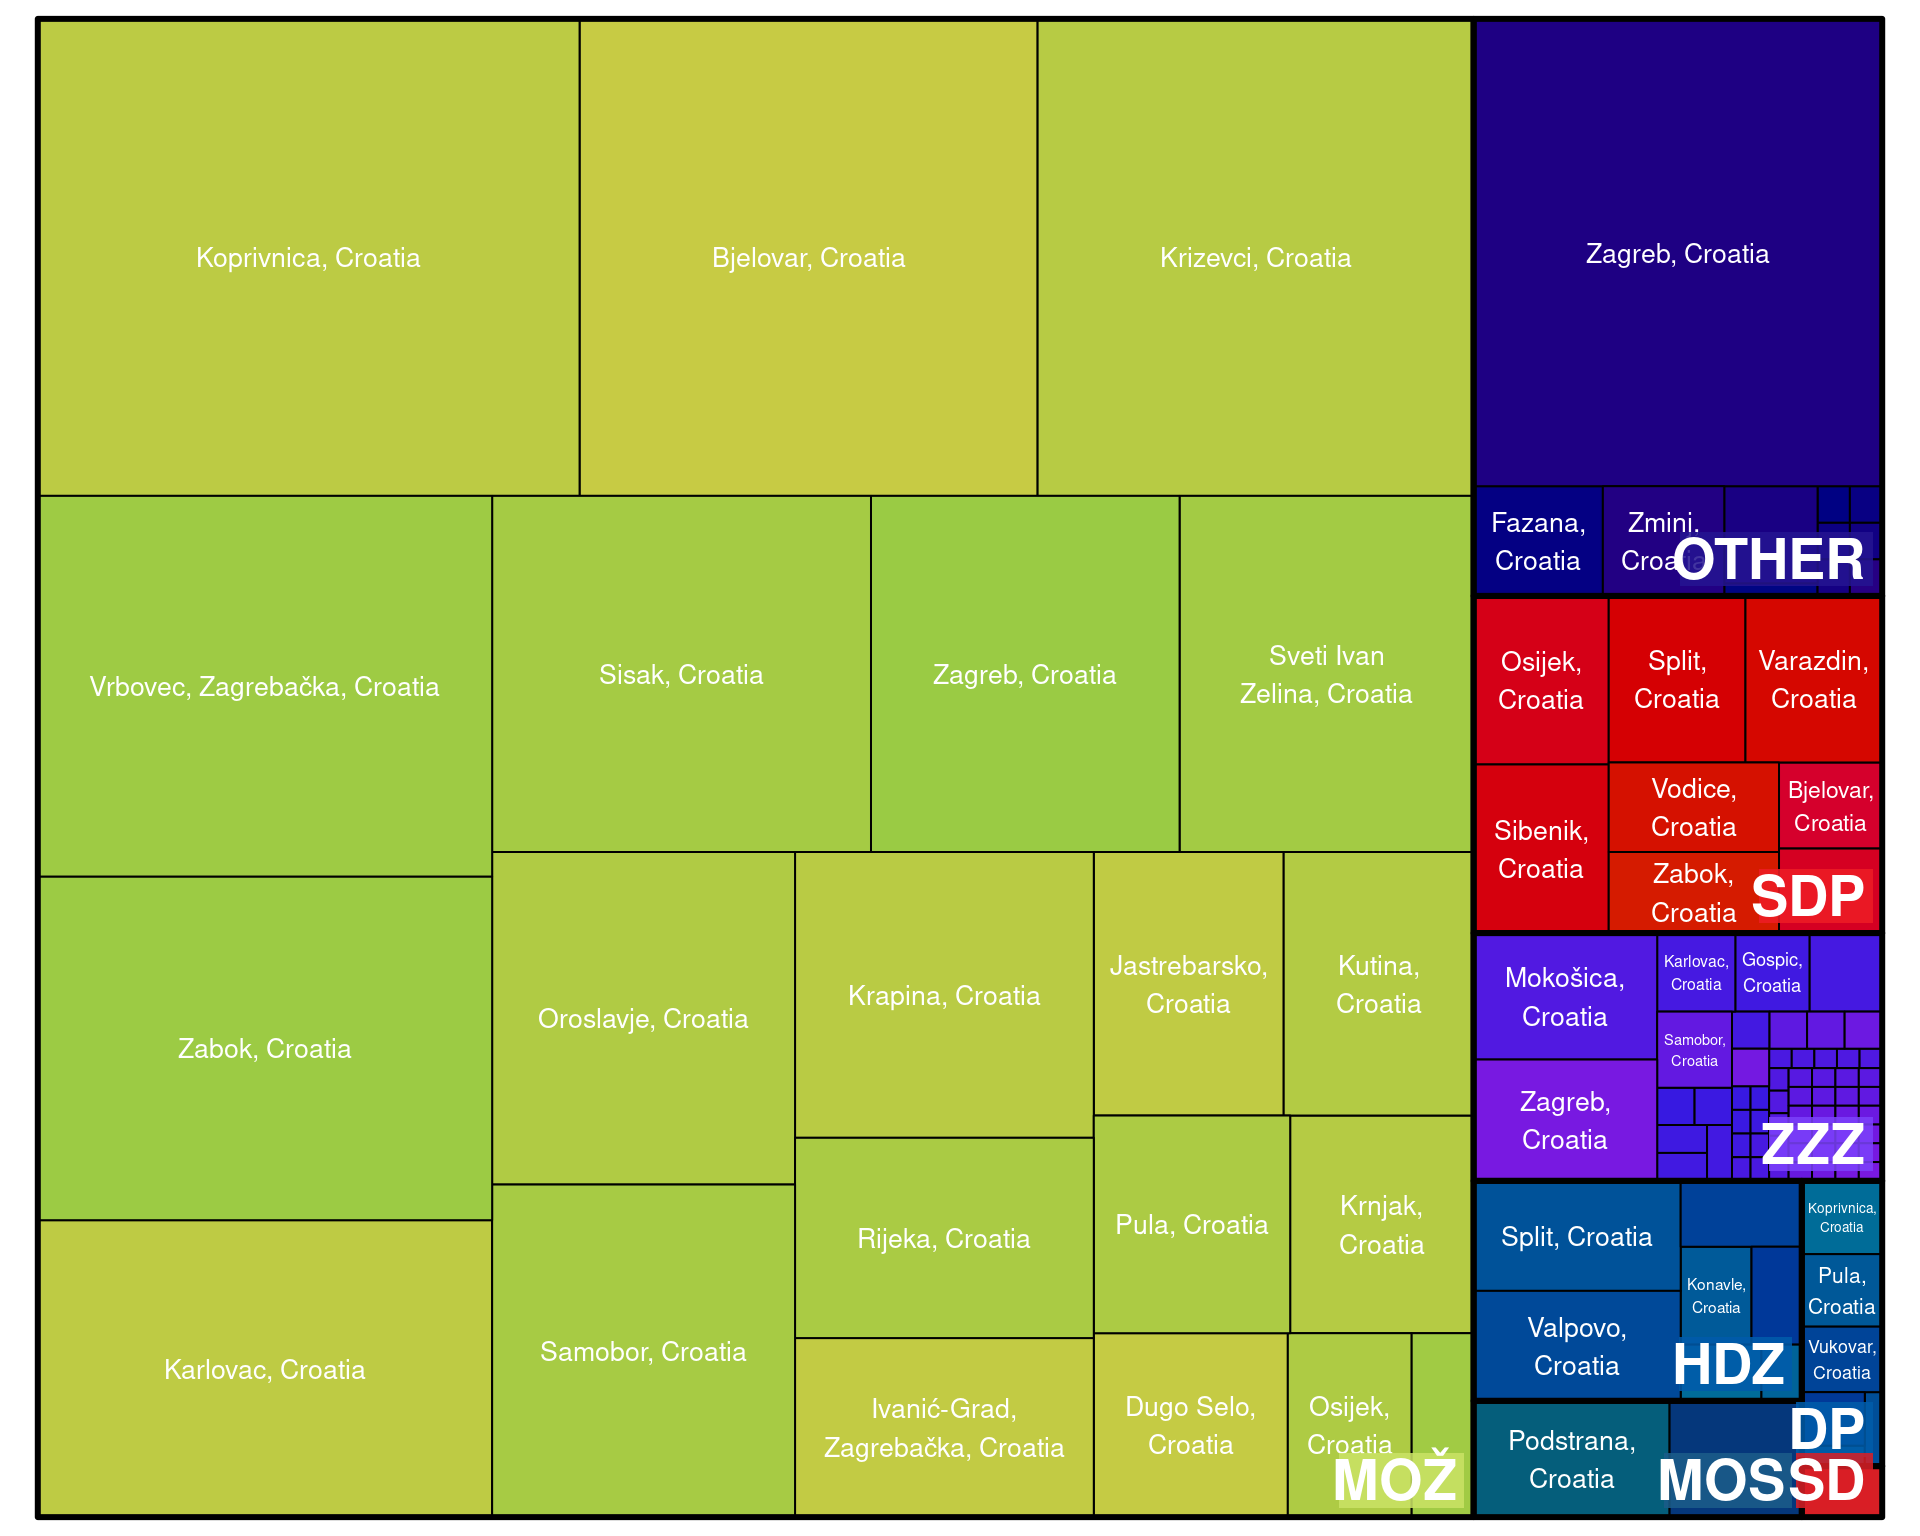 Koprivnica, Croatia
Bjelovar, Croatia
Krizevci, Croatia
Vrbovec, Zagrebačka, Croatia
Sisak, Croatia
Zagreb, Croatia
Sveti Ivan
Zelina, Croatia
Zabok, Croatia
Karlovac, Croatia
Oroslavje, Croatia
Samobor, Croatia
Krapina, Croatia
Rijeka, Croatia
Ivanić-Grad,
Zagrebačka, Croatia
Jastrebarsko,
Croatia
Kutina,
Croatia
Pula, Croatia
Krnjak,
Croatia
Dugo Selo,
Croatia
Osijek,
Croatia
MOŽ
Zagreb, Croatia
Fazana,
Croatia
Zmini,
Croatia
OTHER
Osijek,
Croatia
Split,
Croatia
Varazdin,
Croatia
Sibenik,
Croatia
Vodice,
Croatia
Bjelovar,
Croatia
Zabok,
Croatia
SDP
Mokošica,
Croatia
Karlovac,
Croatia
Gospic,
Croatia
Samobor,
Croatia
Zagreb,
Croatia
ZZZ
Split, Croatia
Valpovo,
Croatia
Konavle,
Croatia
HDZ
Koprivnica,
Croatia
Pula,
Croatia
Vukovar,
Croatia
DP
Podstrana,
Croatia
MOS
SD